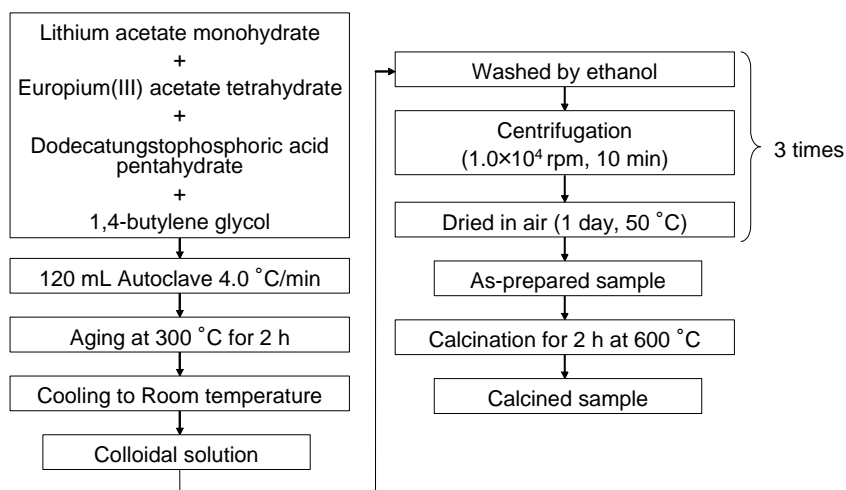 Lithium acetate monohydrate
+
Europium(III) acetate tetrahydrate
+
Dodecatungstophosphoric acid
pentahydrate
+
1,4-butylene glycol
120 mL Autoclave 4.0 ˚C/min
Aging at 300 ˚C for 2 h
Cooling to Room temperature
Colloidal solution
Washed by ethanol
Centrifugation
(1.0×10⁴ rpm, 10 min)
Dried in air (1 day, 50 ˚C)
3 times
As-prepared sample
Calcination for 2 h at 600 ˚C
Calcined sample